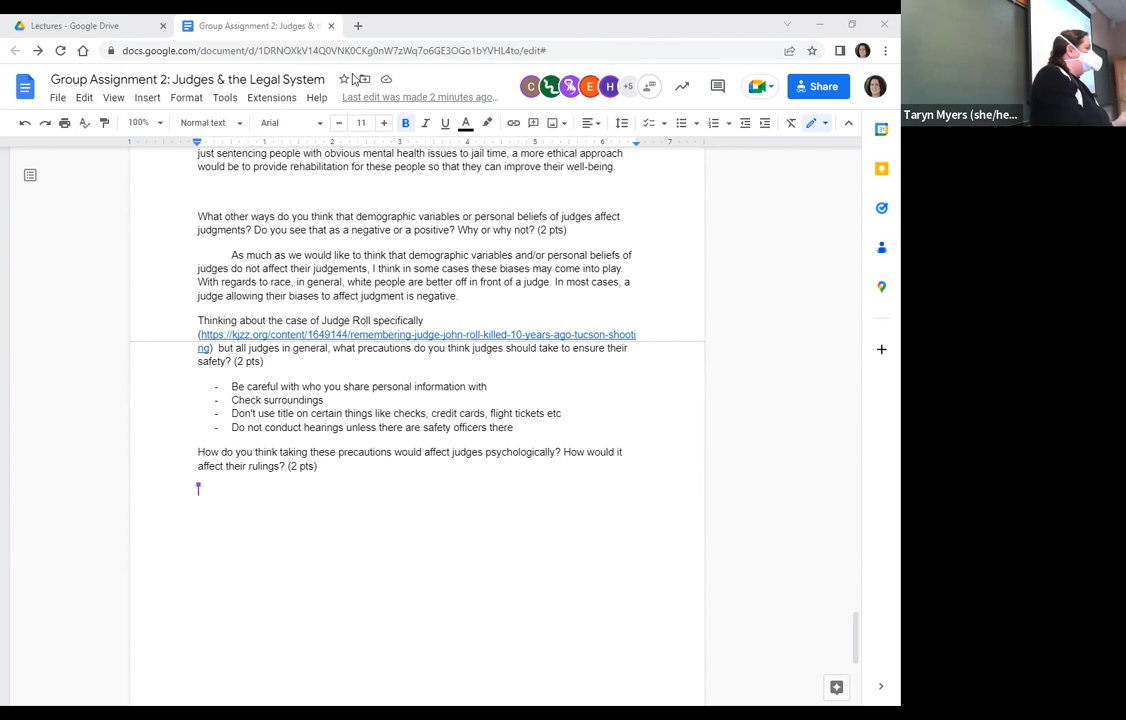 Lectures - Google Drive
Group Assignment 2: Judges & th
docs.google.com/document/d/1DRNOXkV14Q0VNK0CKg0nW7zWq7o6GE3OGo1bYVHL4to/edit#
Group Assignment 2: Judges & the Legal System
C
E
H
+5
Share
File Edit View Insert Format Tools Extensions Help
Last edit was made 2 minutes ago...
100% Normal text Arial 11 B I U A
Taryn Myers (she/he...
1 1 2 3 4 5 6 7
just sentencing people with obvious mental health issues to jail time, a more ethical approach
would be to provide rehabilitation for these people so that they can improve their well-being.
What other ways do you think that demographic variables or personal beliefs of judges affect
judgments? Do you see that as a negative or a positive? Why or why not? (2 pts)
As much as we would like to think that demographic variables and/or personal beliefs of
judges do not affect their judgements, I think in some cases these biases may come into play.
With regards to race, in general, white people are better off in front of a judge. In most cases, a
judge allowing their biases to affect judgment is negative.
Thinking about the case of Judge Roll specifically
(https://kjzz.org/content/1649144/remembering-judge-john-roll-killed-10-years-ago-tucson-shooti
ng) but all judges in general, what precautions do you think judges should take to ensure their
safety? (2 pts)
- Be careful with who you share personal information with
- Check surroundings
- Don't use title on certain things like checks, credit cards, flight tickets etc
- Do not conduct hearings unless there are safety officers there
How do you think taking these precautions would affect judges psychologically? How would it
affect their rulings? (2 pts)